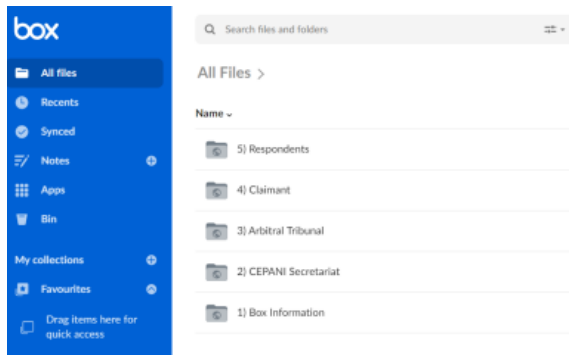 box
All files
Recents
Synced
Notes
Apps
Bin
My collections
Favourites
Drag items here for
quick access
Search files and folders
All Files >
Name
5) Respondents
4) Claimant
3) Arbitral Tribunal
2) CEPANI Secretariat
1) Box Information